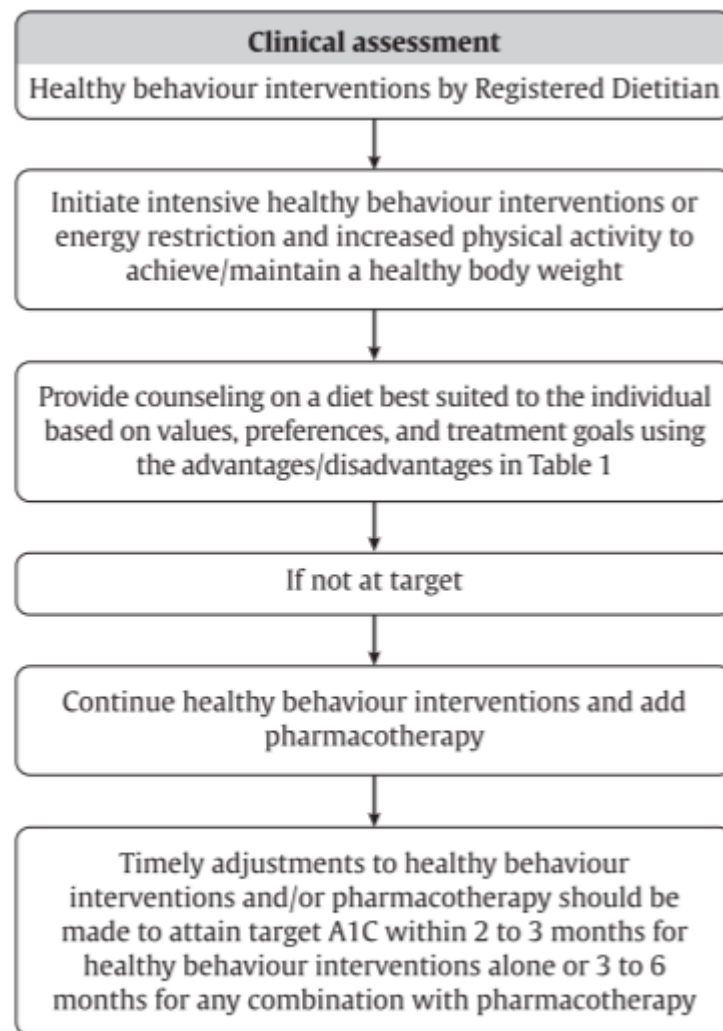 Clinical assessment
Healthy behaviour interventions by Registered Dietitian
Initiate intensive healthy behaviour interventions or
energy restriction and increased physical activity to
achieve/maintain a healthy body weight
Provide counseling on a diet best suited to the individual
based on values, preferences, and treatment goals using
the advantages/disadvantages in Table 1
If not at target
Continue healthy behaviour interventions and add
pharmacotherapy
Timely adjustments to healthy behaviour
interventions and/or pharmacotherapy should be
made to attain target A1C within 2 to 3 months for
healthy behaviour interventions alone or 3 to 6
months for any combination with pharmacotherapy